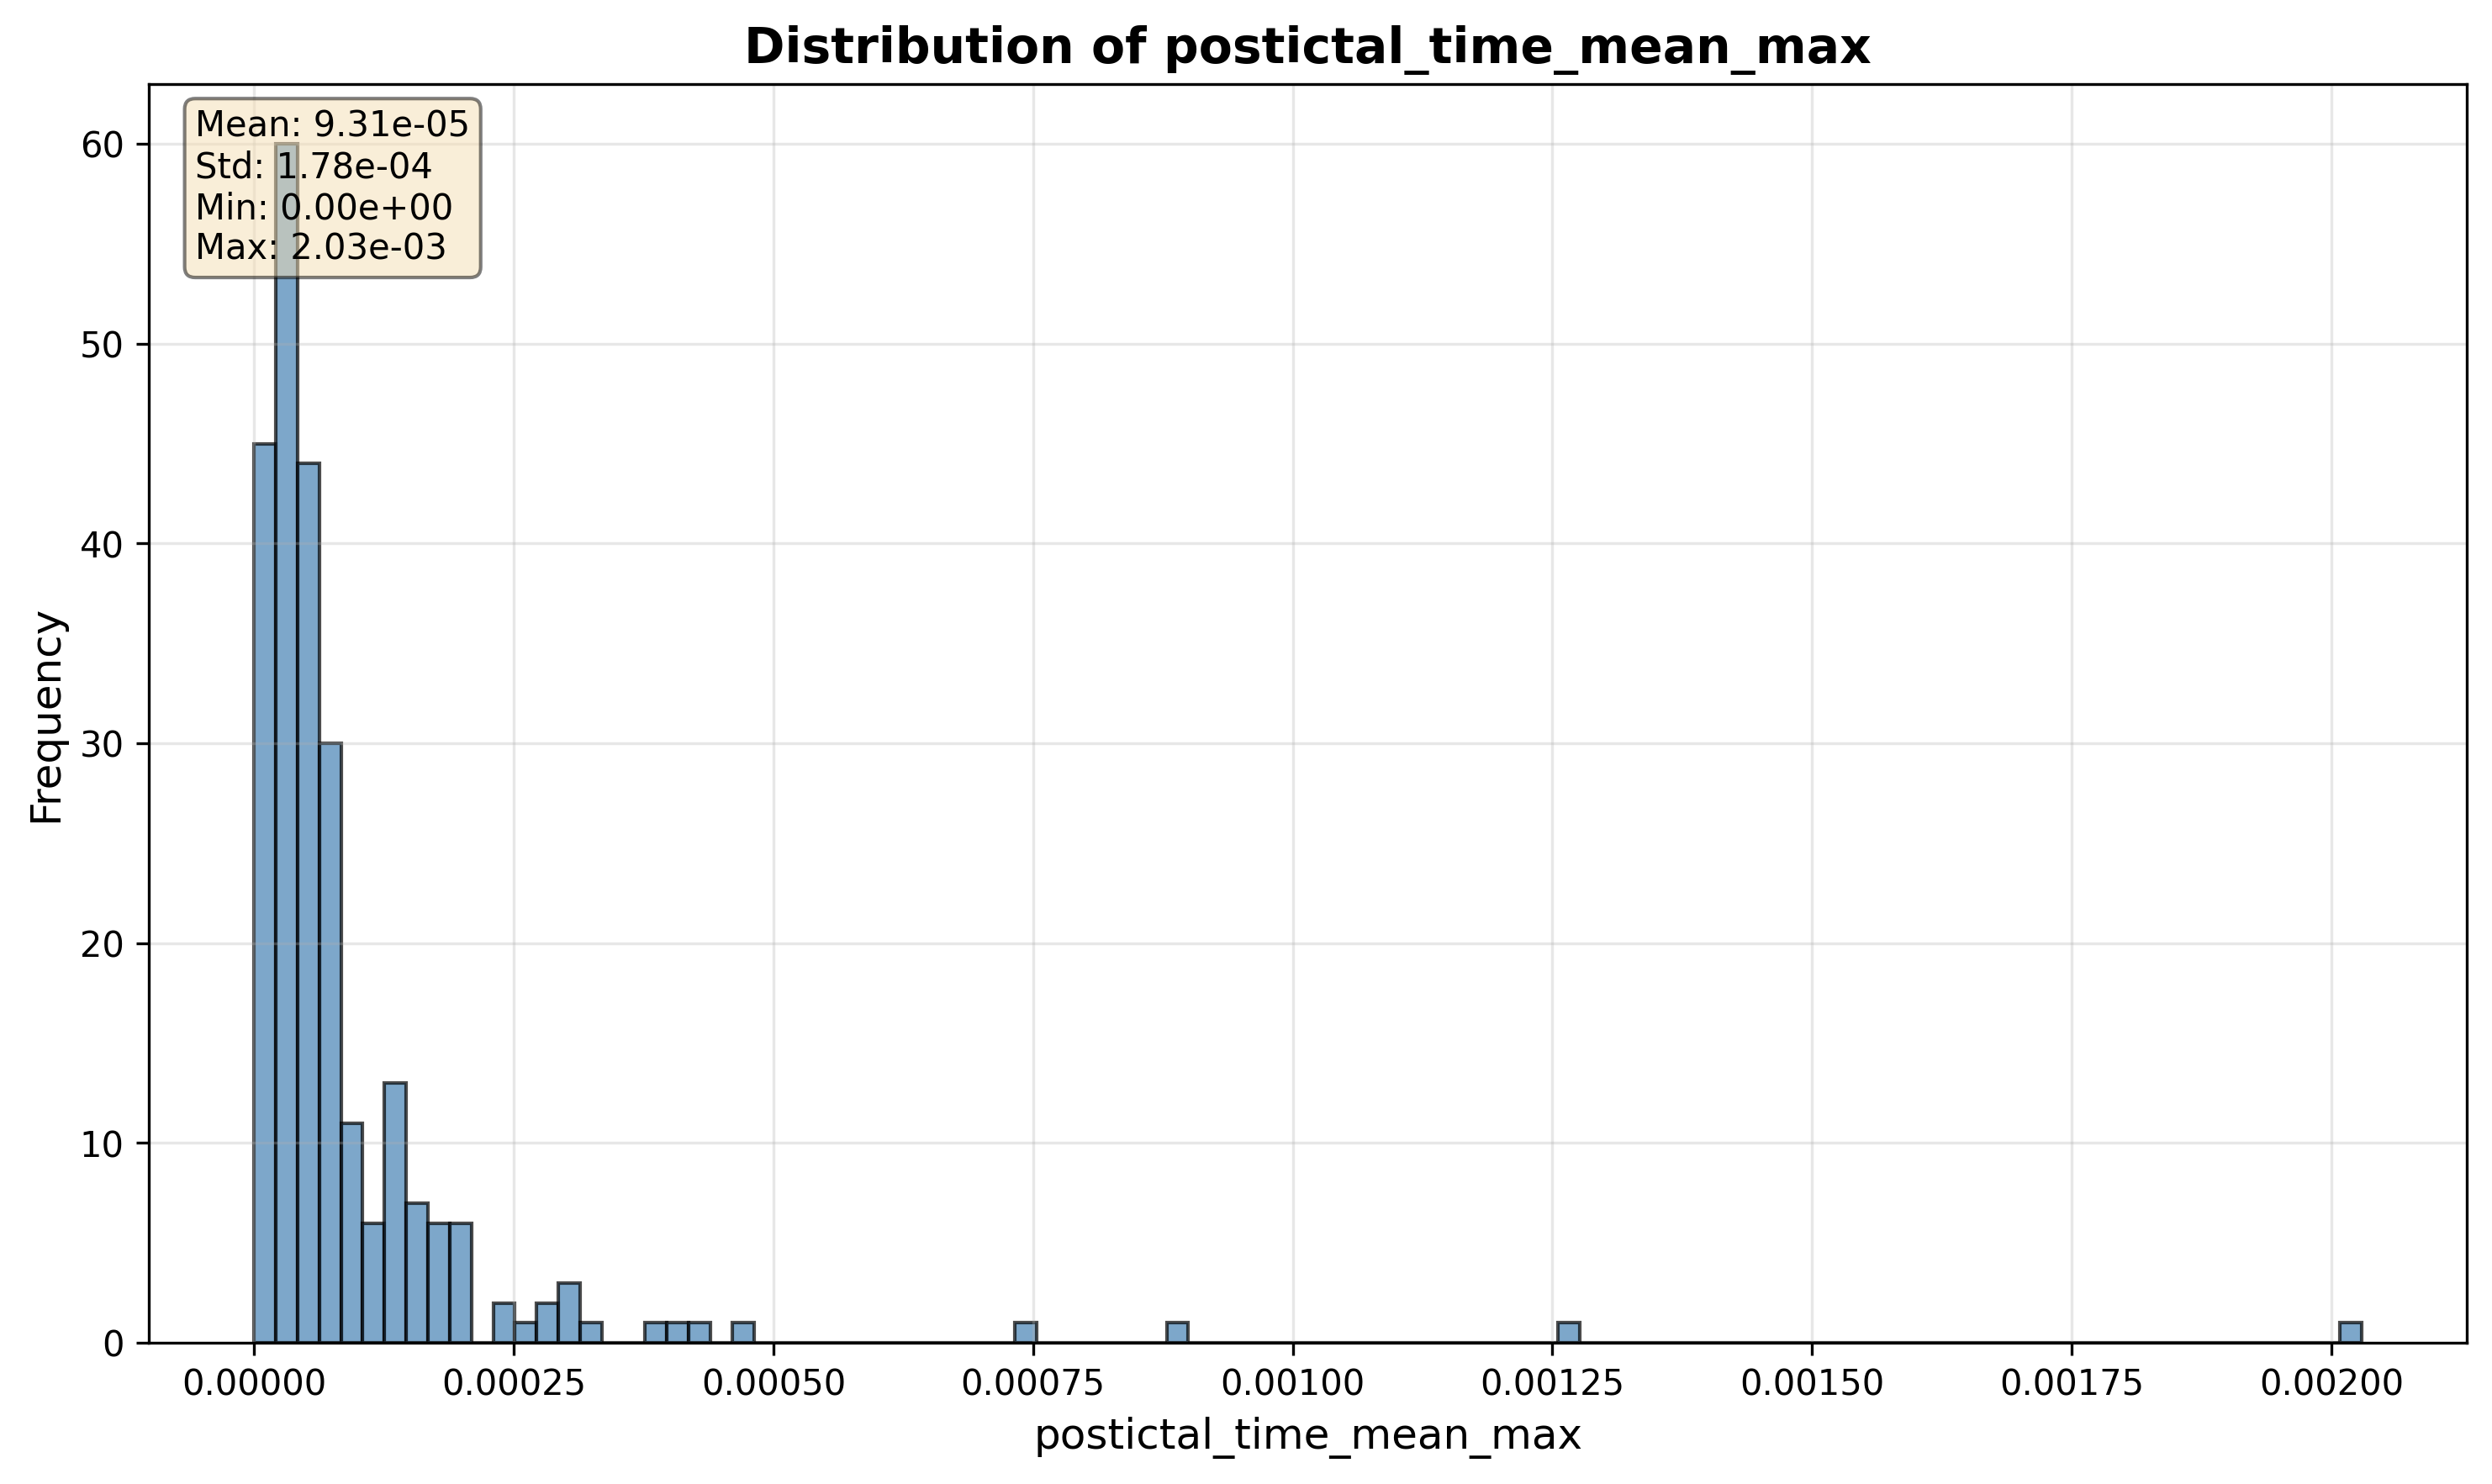 Distribution of postictal_time_mean_max
Mean: 9.31e-05
Std: 1.78e-04
Min: 0.00e+00
Max: 2.03e-03
60
50
40
30
20
10
0
Frequency
0.00000 0.00025 0.00050 0.00075 0.00100 0.00125 0.00150 0.00175 0.00200
postictal_time_mean_max